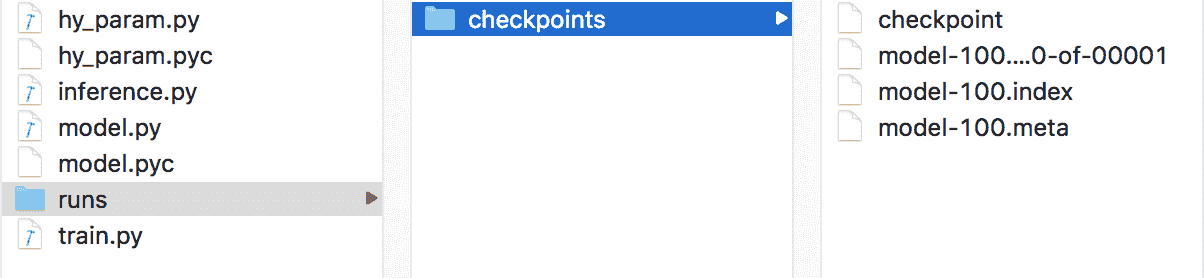 hy_param.py
hy_param.pyc
inference.py
model.py
model.pyc
runs
train.py
checkpoints
checkpoint
model-100....0-of-00001
model-100.index
model-100.meta